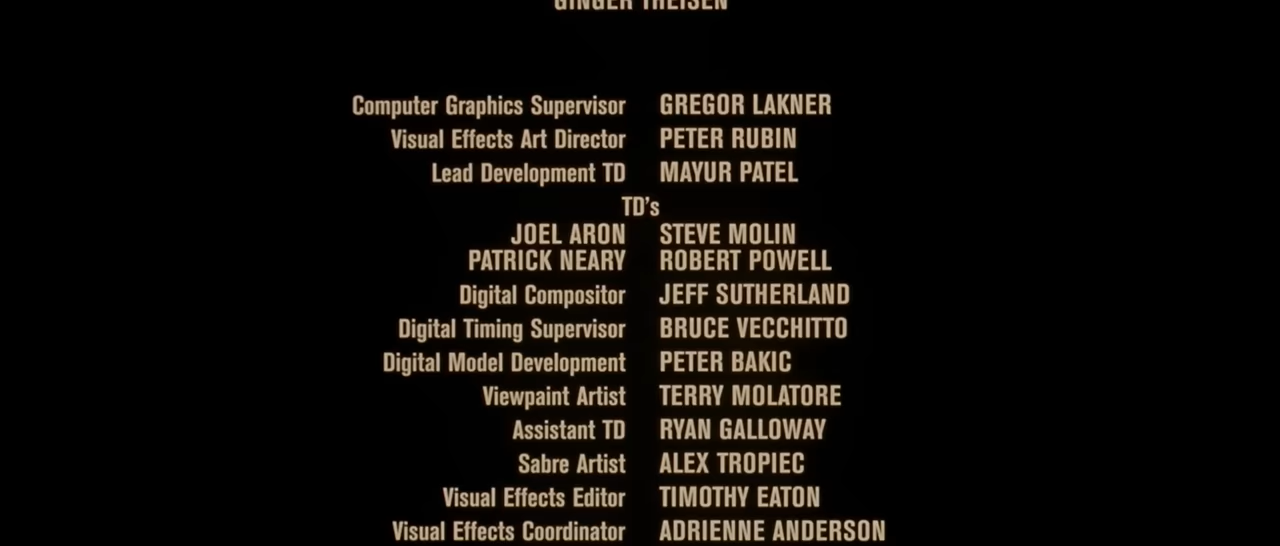 GINGER THEISEN
Computer Graphics Supervisor GREGOR LAKNER
Visual Effects Art Director PETER RUBIN
Lead Development TD MAYUR PATEL
TD's
JOEL ARON STEVE MOLIN
PATRICK NEARY ROBERT POWELL
Digital Compositor JEFF SUTHERLAND
Digital Timing Supervisor BRUCE VECCHITTO
Digital Model Development PETER BAKIC
Viewpaint Artist TERRY MOLATORE
Assistant TD RYAN GALLOWAY
Sabre Artist ALEX TROPIEC
Visual Effects Editor TIMOTHY EATON
Visual Effects Coordinator ADRIENNE ANDERSON